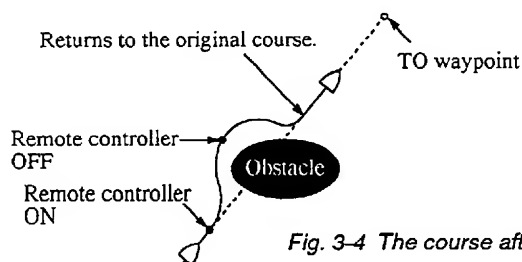 Returns to the original course.
TO waypoint
Remote controller
OFF
Obstacle
Remote controller
ON
Fig. 3-4 The course aft